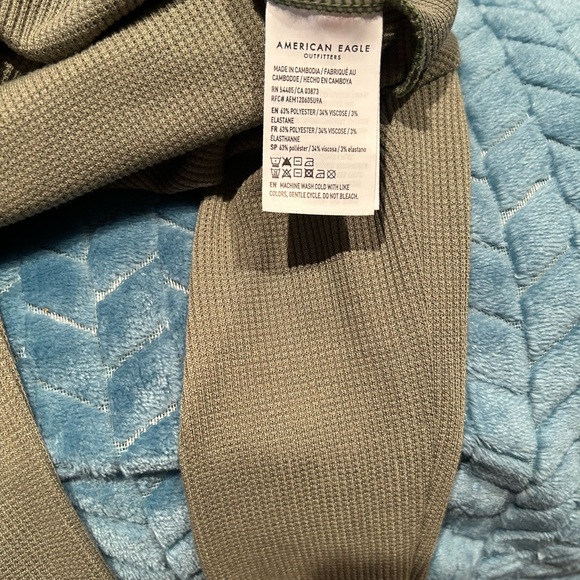 AMERICAN EAGLE
OUTFITTERS
MADE IN CAMBODIA / FABRIQUÉ AU
CAMBODGE / HECHO EN CAMBOYA
RN 54485/CA 03873
RFC# AEM120605U9A
EN 63% POLYESTER / 34% VISCOSE / 3%
ELASTANE
FR 63% POLYESTER / 34% VISCOSE / 3%
ÉLASTHANNE
SP 63% poliéster / 34% viscosa / 3% elastano
EN MACHINE WASH COLD WITH LIKE
COLORS, GENTLE CYCLE, DO NOT BLEACH.